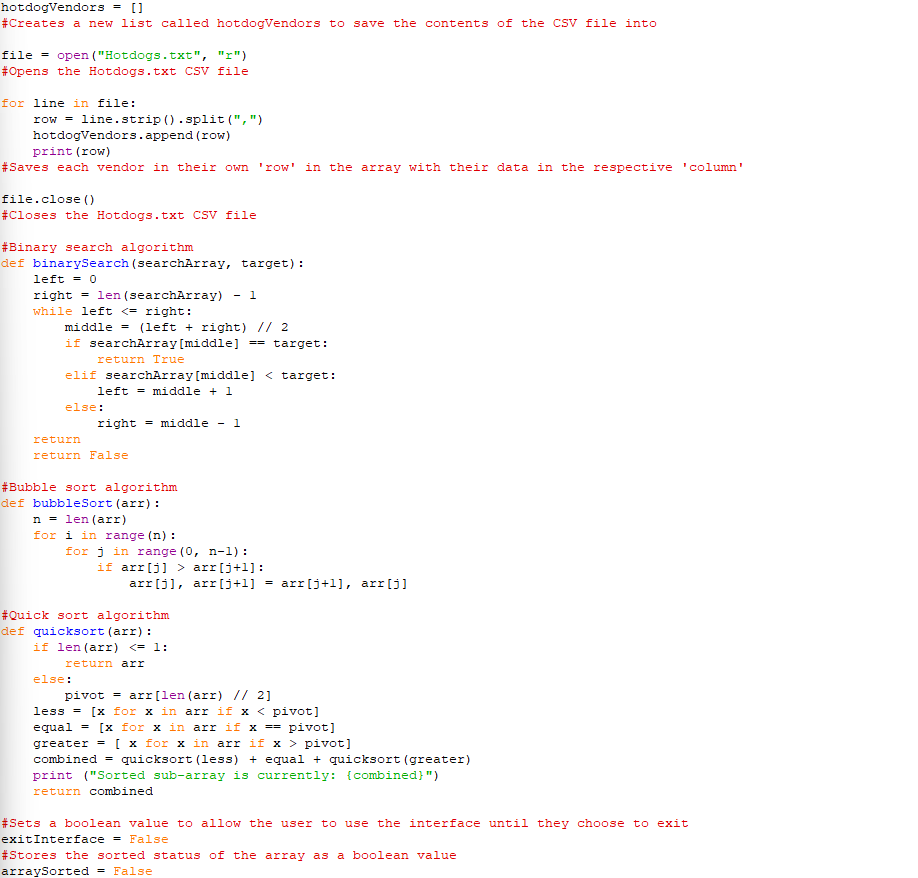 hotdogVendors = []
#Creates a new list called hotdogVendors to save the contents of the CSV file into

file = open("Hotdogs.txt", "r")
#Opens the Hotdogs.txt CSV file

for line in file:
    row = line.strip().split(",")
    hotdogVendors.append(row)
    print(row)
#Saves each vendor in their own 'row' in the array with their data in the respective 'column'

file.close()
#Closes the Hotdogs.txt CSV file

#Binary search algorithm
def binarySearch(searchArray, target):
    left = 0
    right = len(searchArray) - 1
    while left <= right:
        middle = (left + right) // 2
        if searchArray[middle] == target:
            return True
        elif searchArray[middle] < target:
            left = middle + 1
        else:
            right = middle - 1
    return
    return False

#Bubble sort algorithm
def bubbleSort(arr):
    n = len(arr)
    for i in range(n):
        for j in range(0, n-1):
            if arr[j] > arr[j+1]:
                arr[j], arr[j+1] = arr[j+1], arr[j]

#Quick sort algorithm
def quicksort(arr):
    if len(arr) <= 1:
        return arr
    else:
        pivot = arr[len(arr) // 2]
    less = [x for x in arr if x < pivot]
    equal = [x for x in arr if x == pivot]
    greater = [ x for x in arr if x > pivot]
    combined = quicksort(less) + equal + quicksort(greater)
    print ("Sorted sub-array is currently: {combined}")
    return combined

#Sets a boolean value to allow the user to use the interface until they choose to exit
exitInterface = False
#Stores the sorted status of the array as a boolean value
arraySorted = False